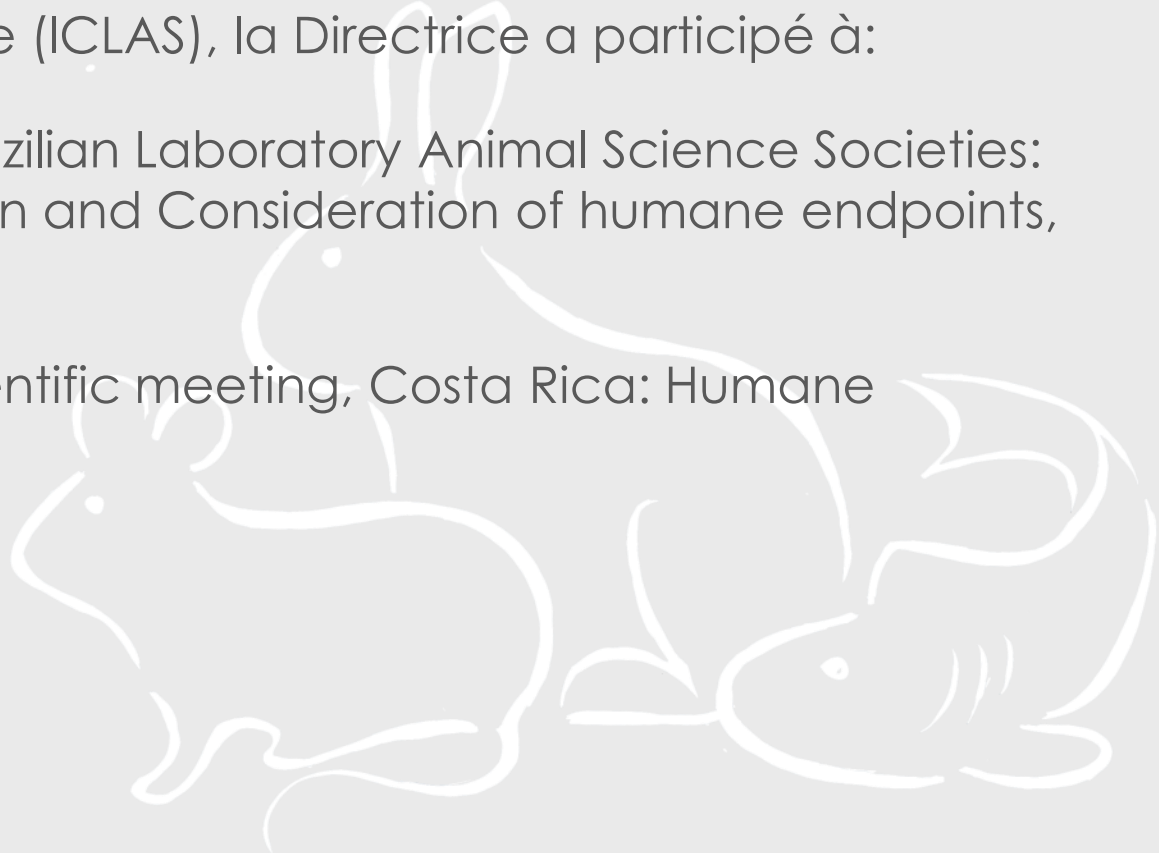 e (ICLAS), la Directrice a participé à:
zilian Laboratory Animal Science Societies:
n and Consideration of humane endpoints,
entific meeting, Costa Rica: Humane